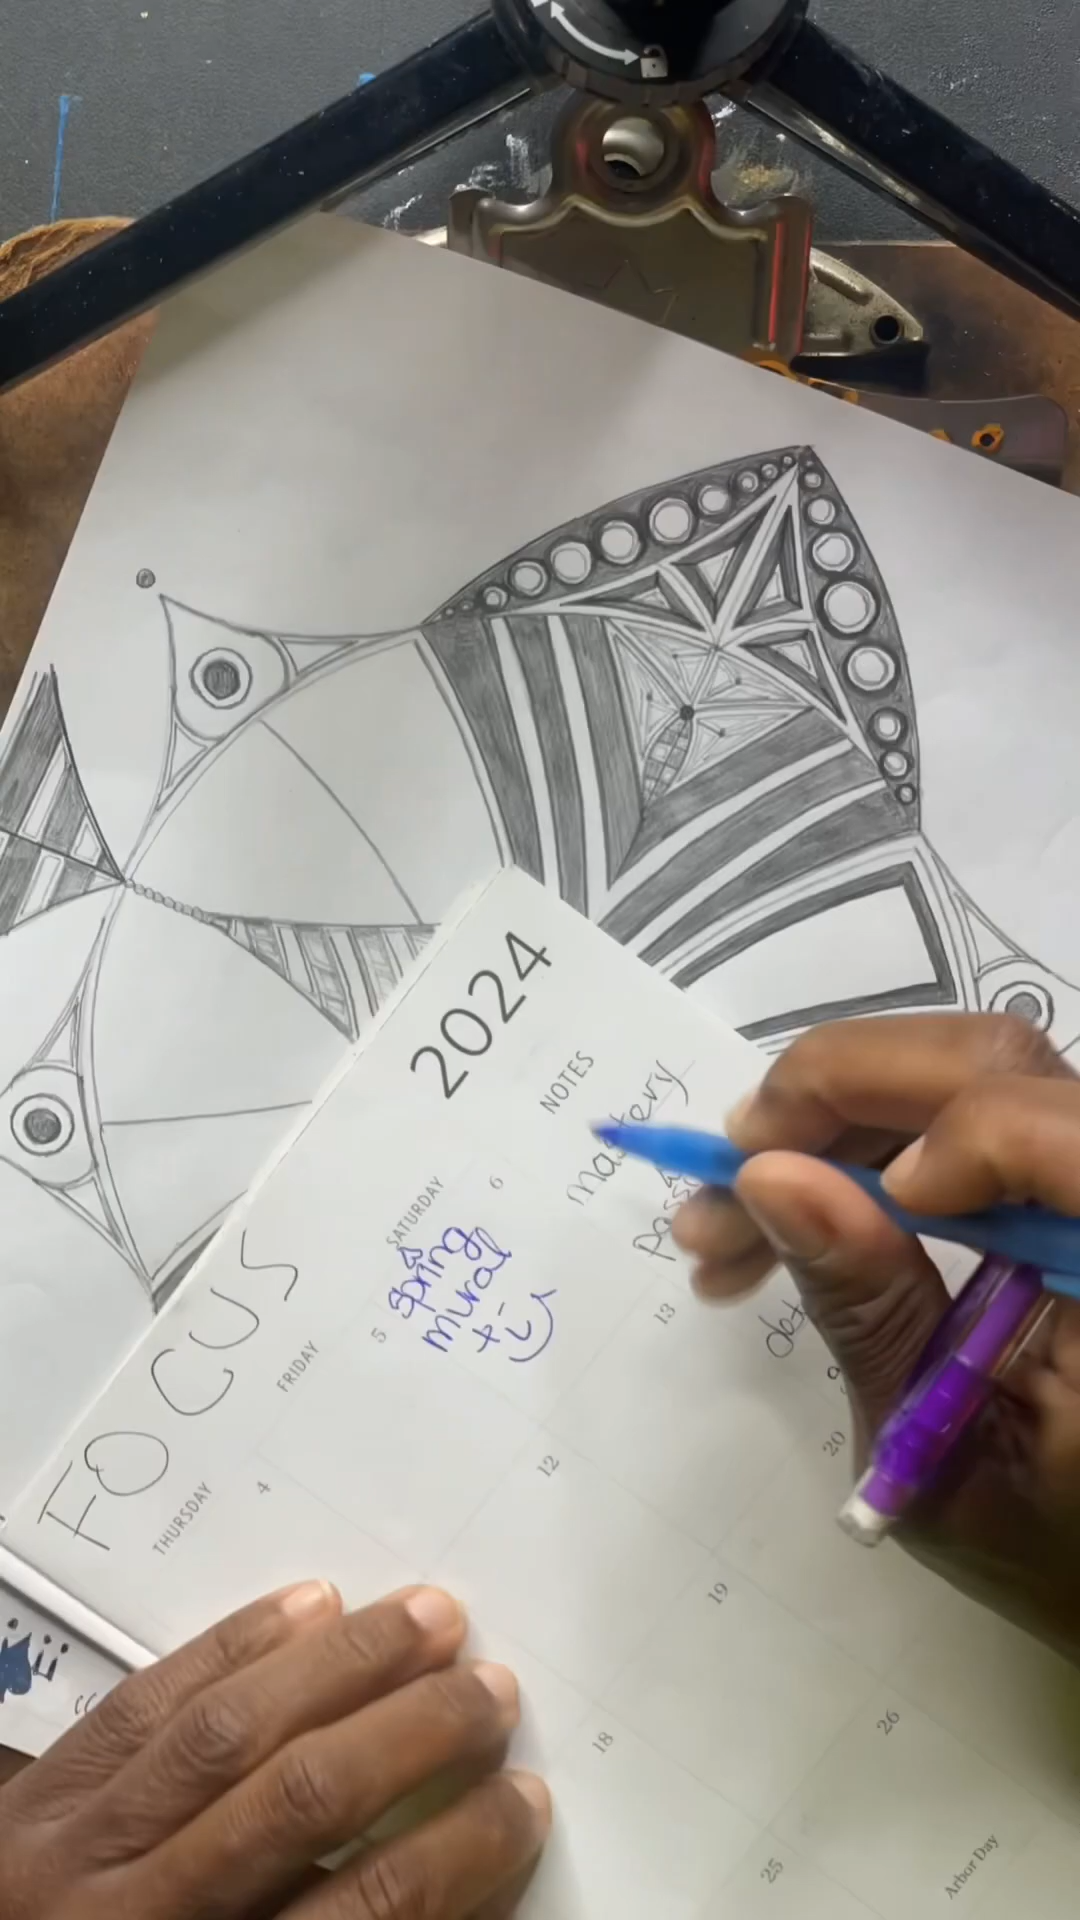 2024
FOCUS
NOTES
mastery
THURSDAY
FRIDAY
SATURDAY
4
5
6
spring
mural
12
13
18
19
20
25
26
Arbor Day